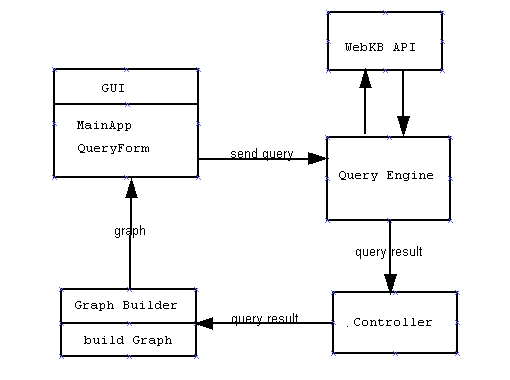 WebKB API
GUI
MainApp
QueryForm
send query
Query Engine
graph
query result
Graph Builder
build Graph
query result
Controller